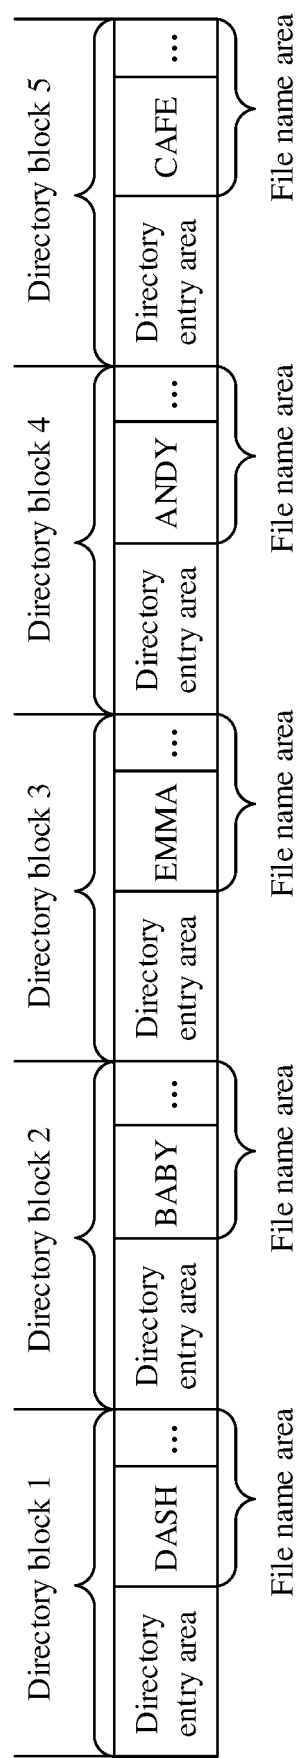 Directory block 1
Directory block 2
Directory block 3
Directory block 4
Directory block 5
Directory
entry area
DASH
...
Directory
entry area
BABY
...
Directory
entry area
EMMA
...
Directory
entry area
ANDY
...
Directory
entry area
CAFE
...
File name area
File name area
File name area
File name area
File name area